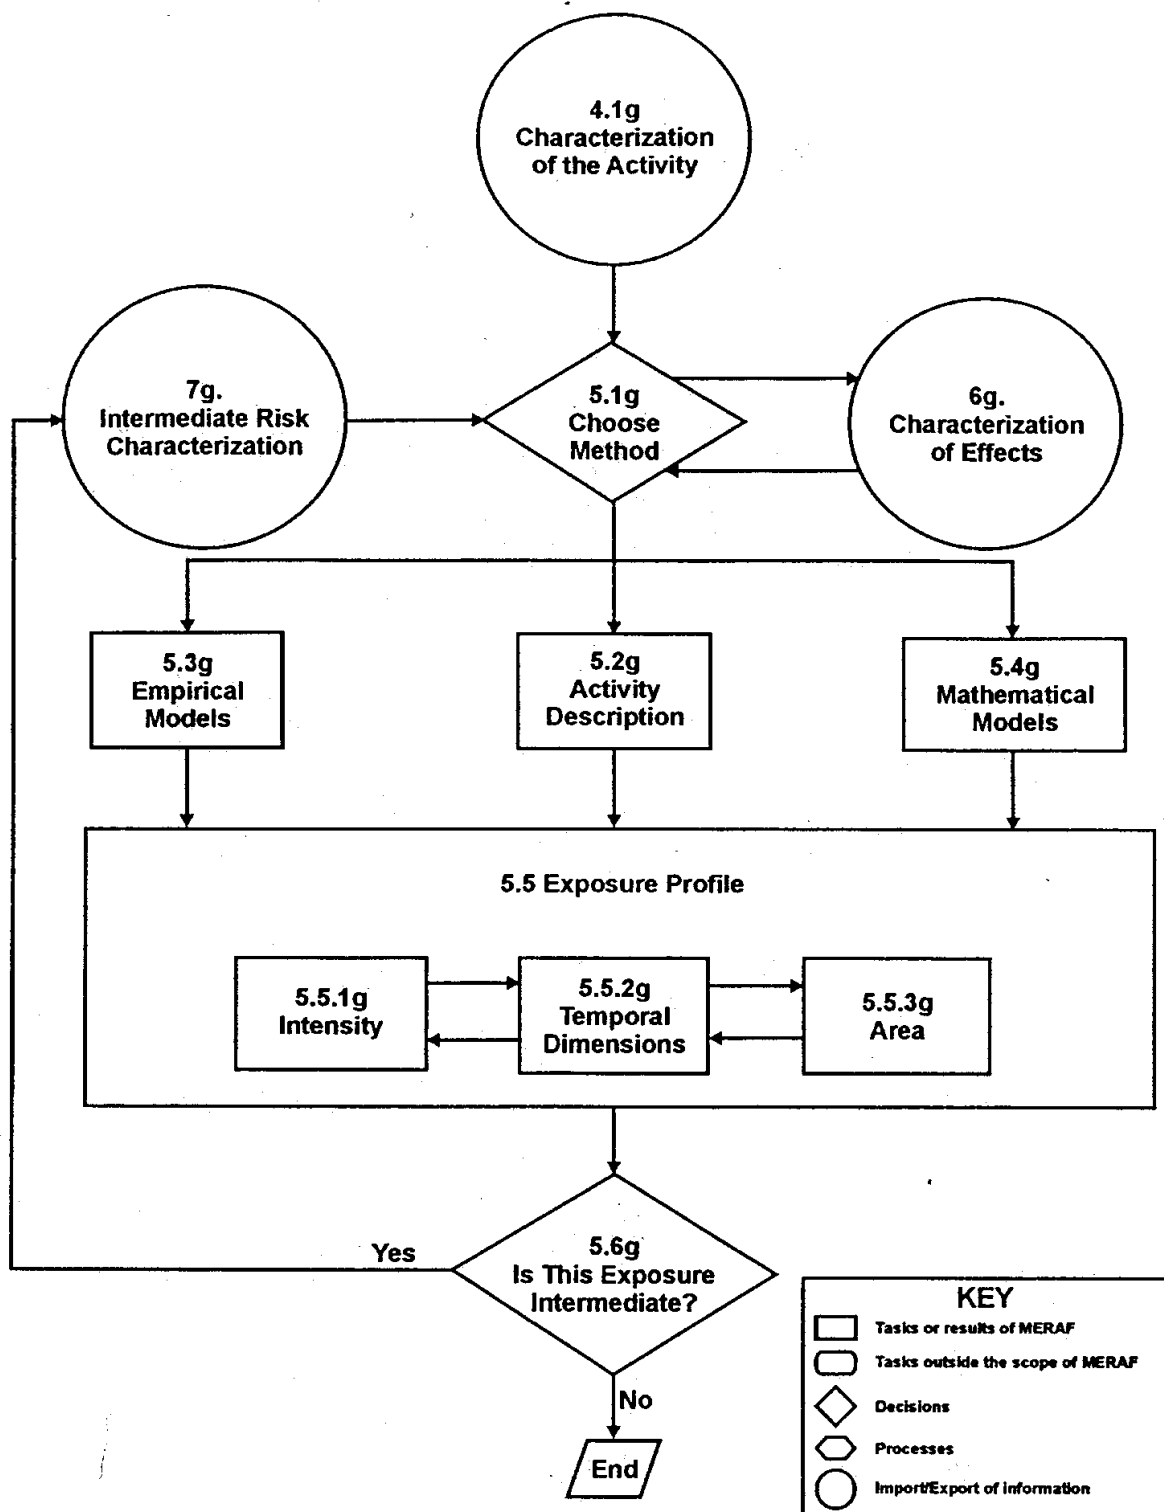 4.1g
Characterization
of the Activity
7g.
Intermediate Risk
Characterization
5.1g
Choose
Method
6g.
Characterization
of Effects
5.3g
Empirical
Models
5.2g
Activity
Description
5.4g
Mathematical
Models
5.5 Exposure Profile
5.5.1g
Intensity
5.5.2g
Temporal
Dimensions
5.5.3g
Area
Yes
5.6g
Is This Exposure
Intermediate?
No
End
KEY
Tasks or results of MERAF
Tasks outside the scope of MERAF
Decisions
Processes
Import/Export of information